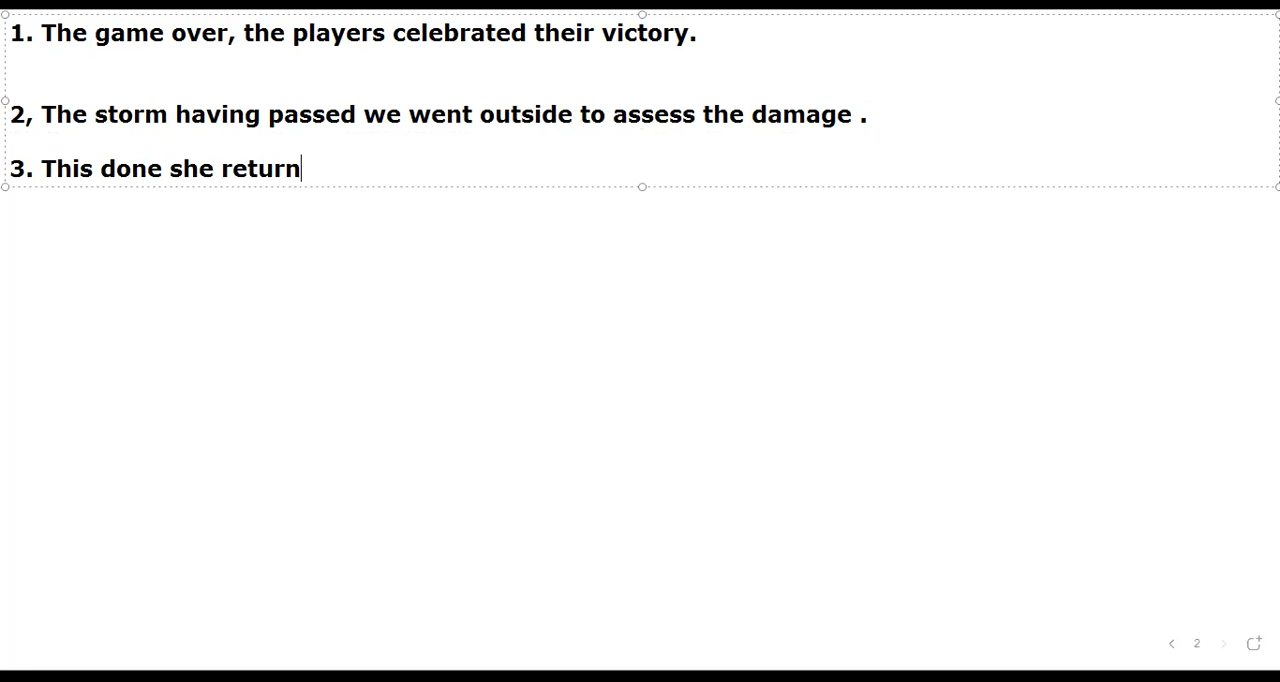 1. The game over, the players celebrated their victory.
2, The storm having passed we went outside to assess the damage .
3. This done she return
2